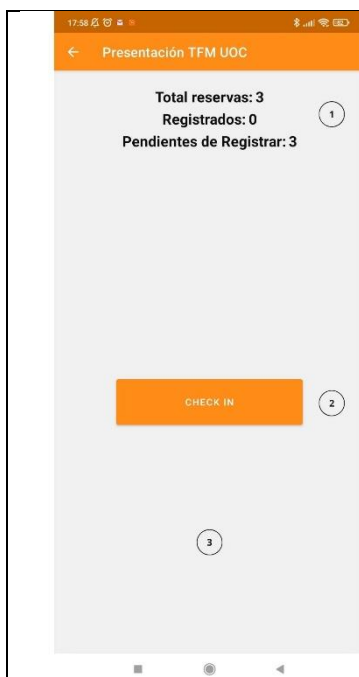 17:58
Presentación TFM UOC
Total reservas: 3
Registrados: 0
Pendientes de Registrar: 3
1
CHECK IN
2
3